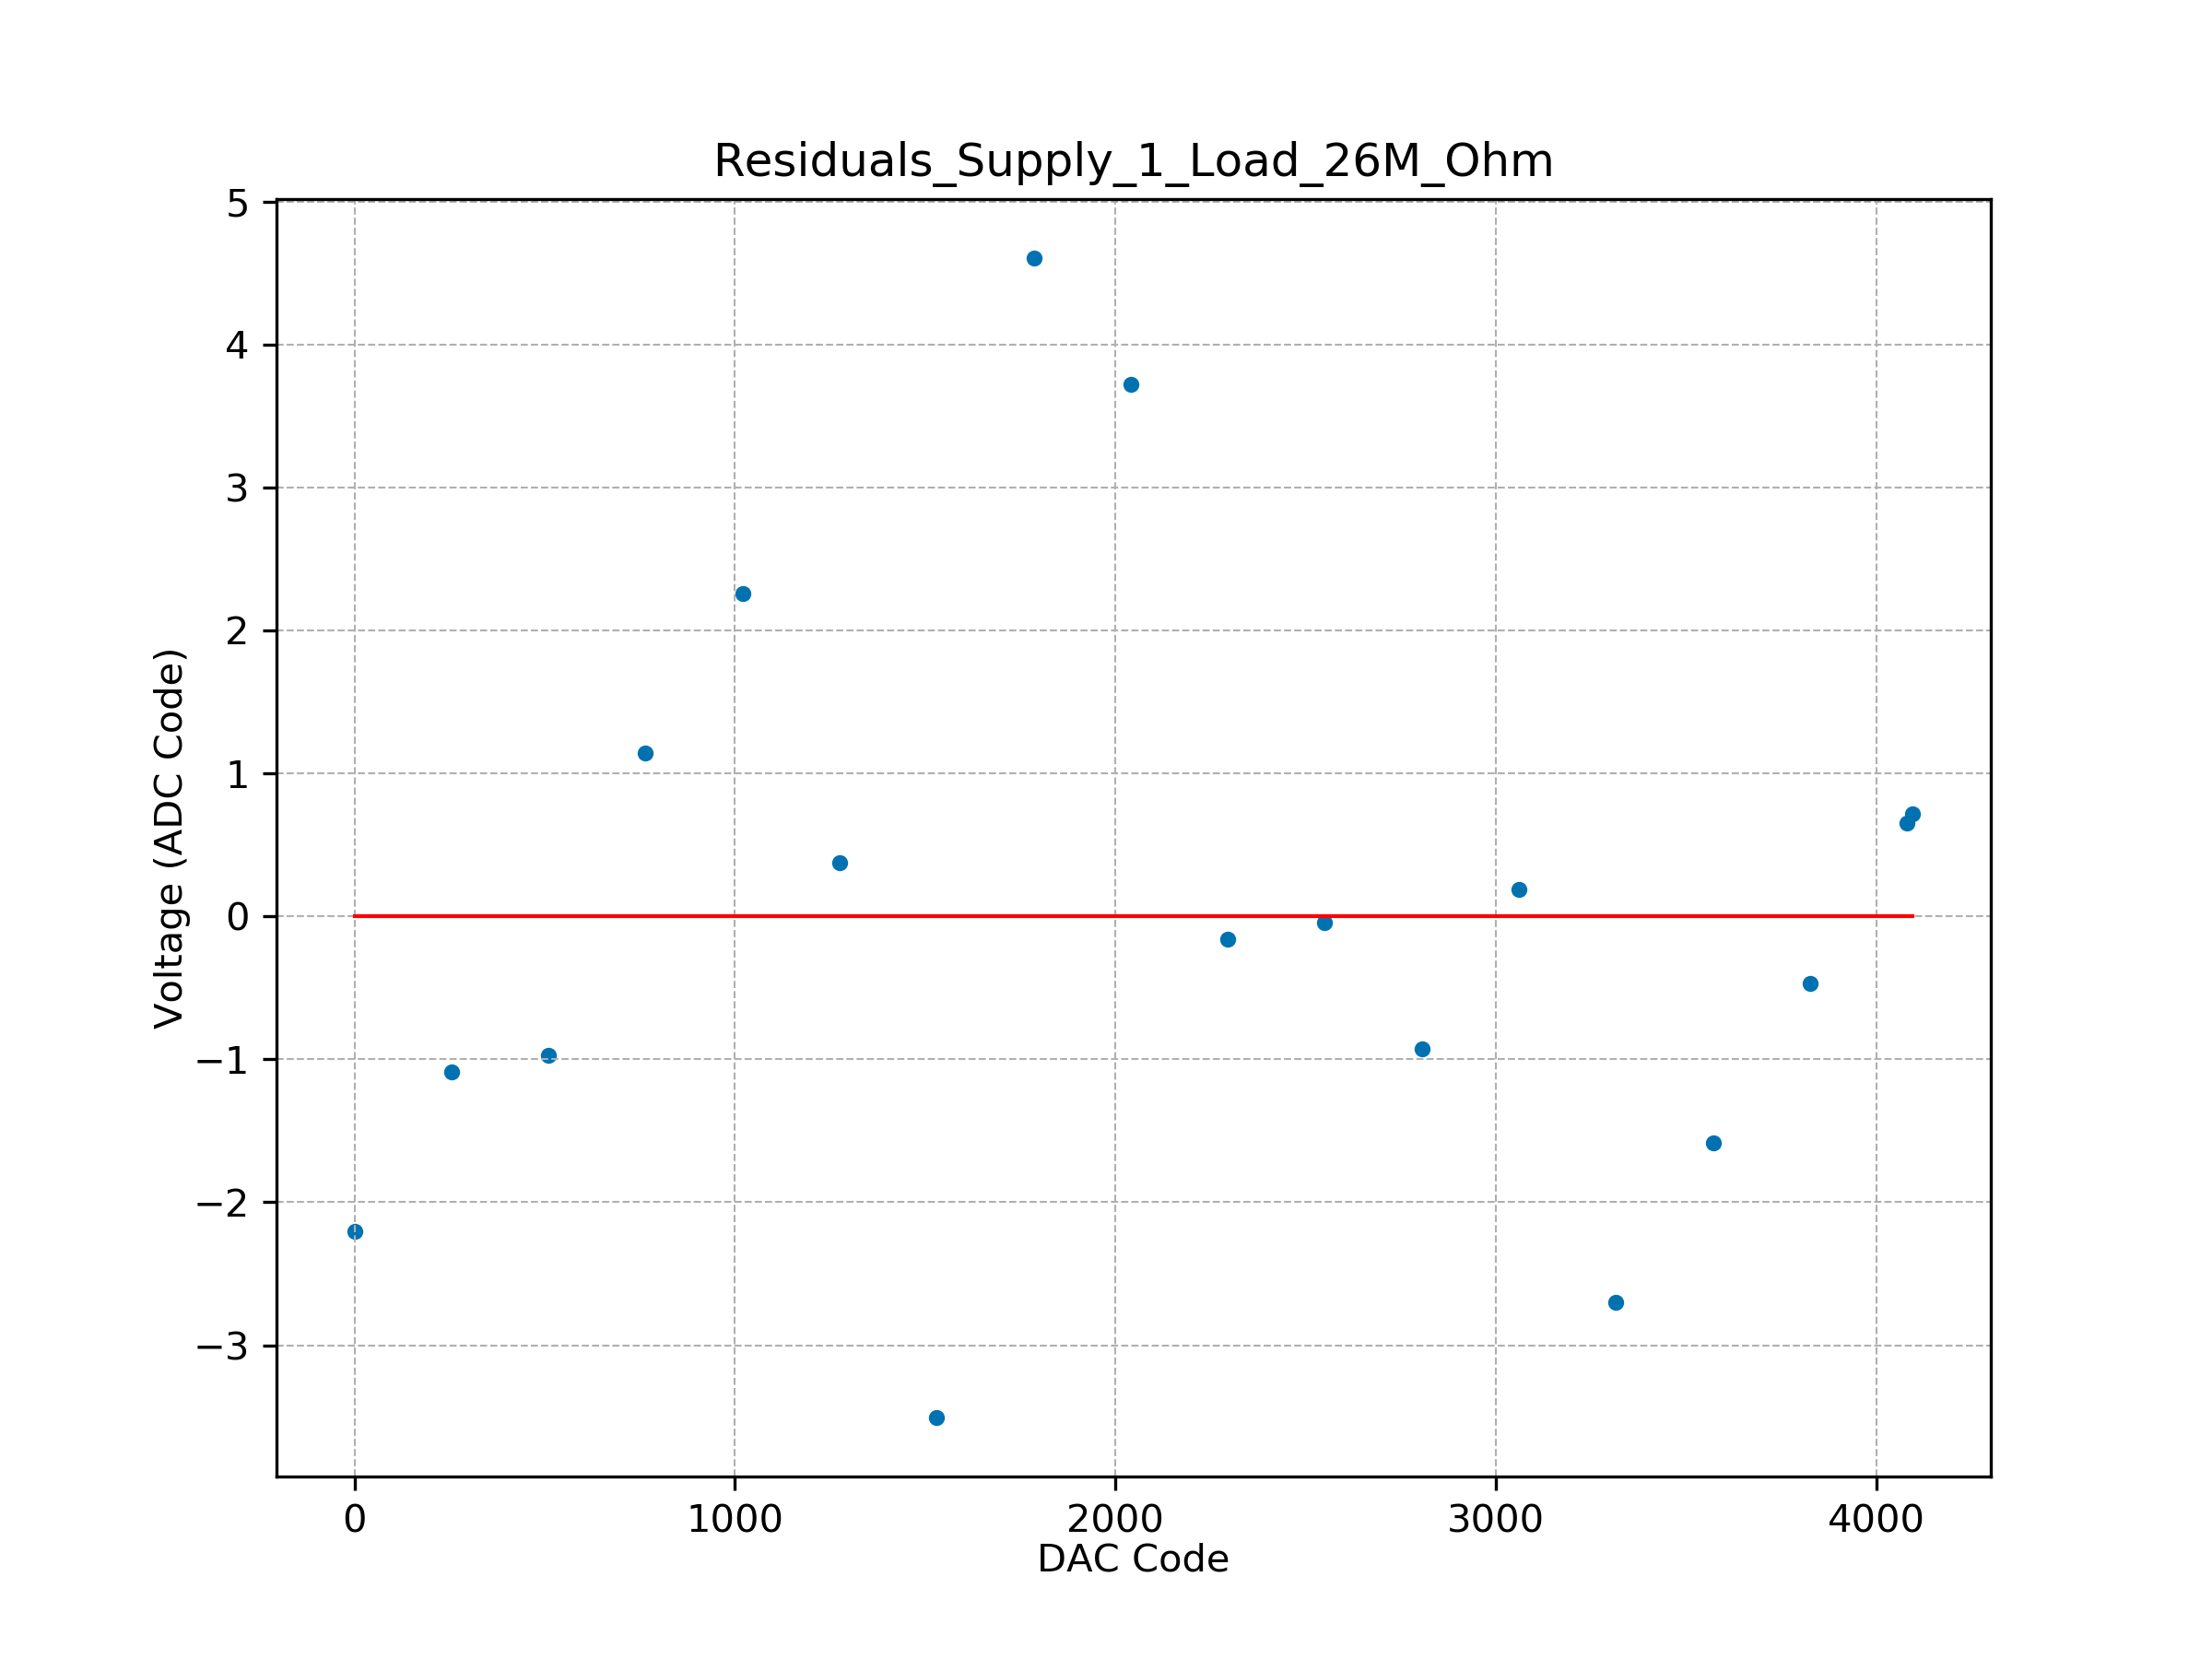 Residuals_Supply_1_Load_26M_Ohm
5
4
3
2
1
0
−1
−2
−3
Voltage (ADC Code)
0 1000 2000 3000 4000
DAC Code